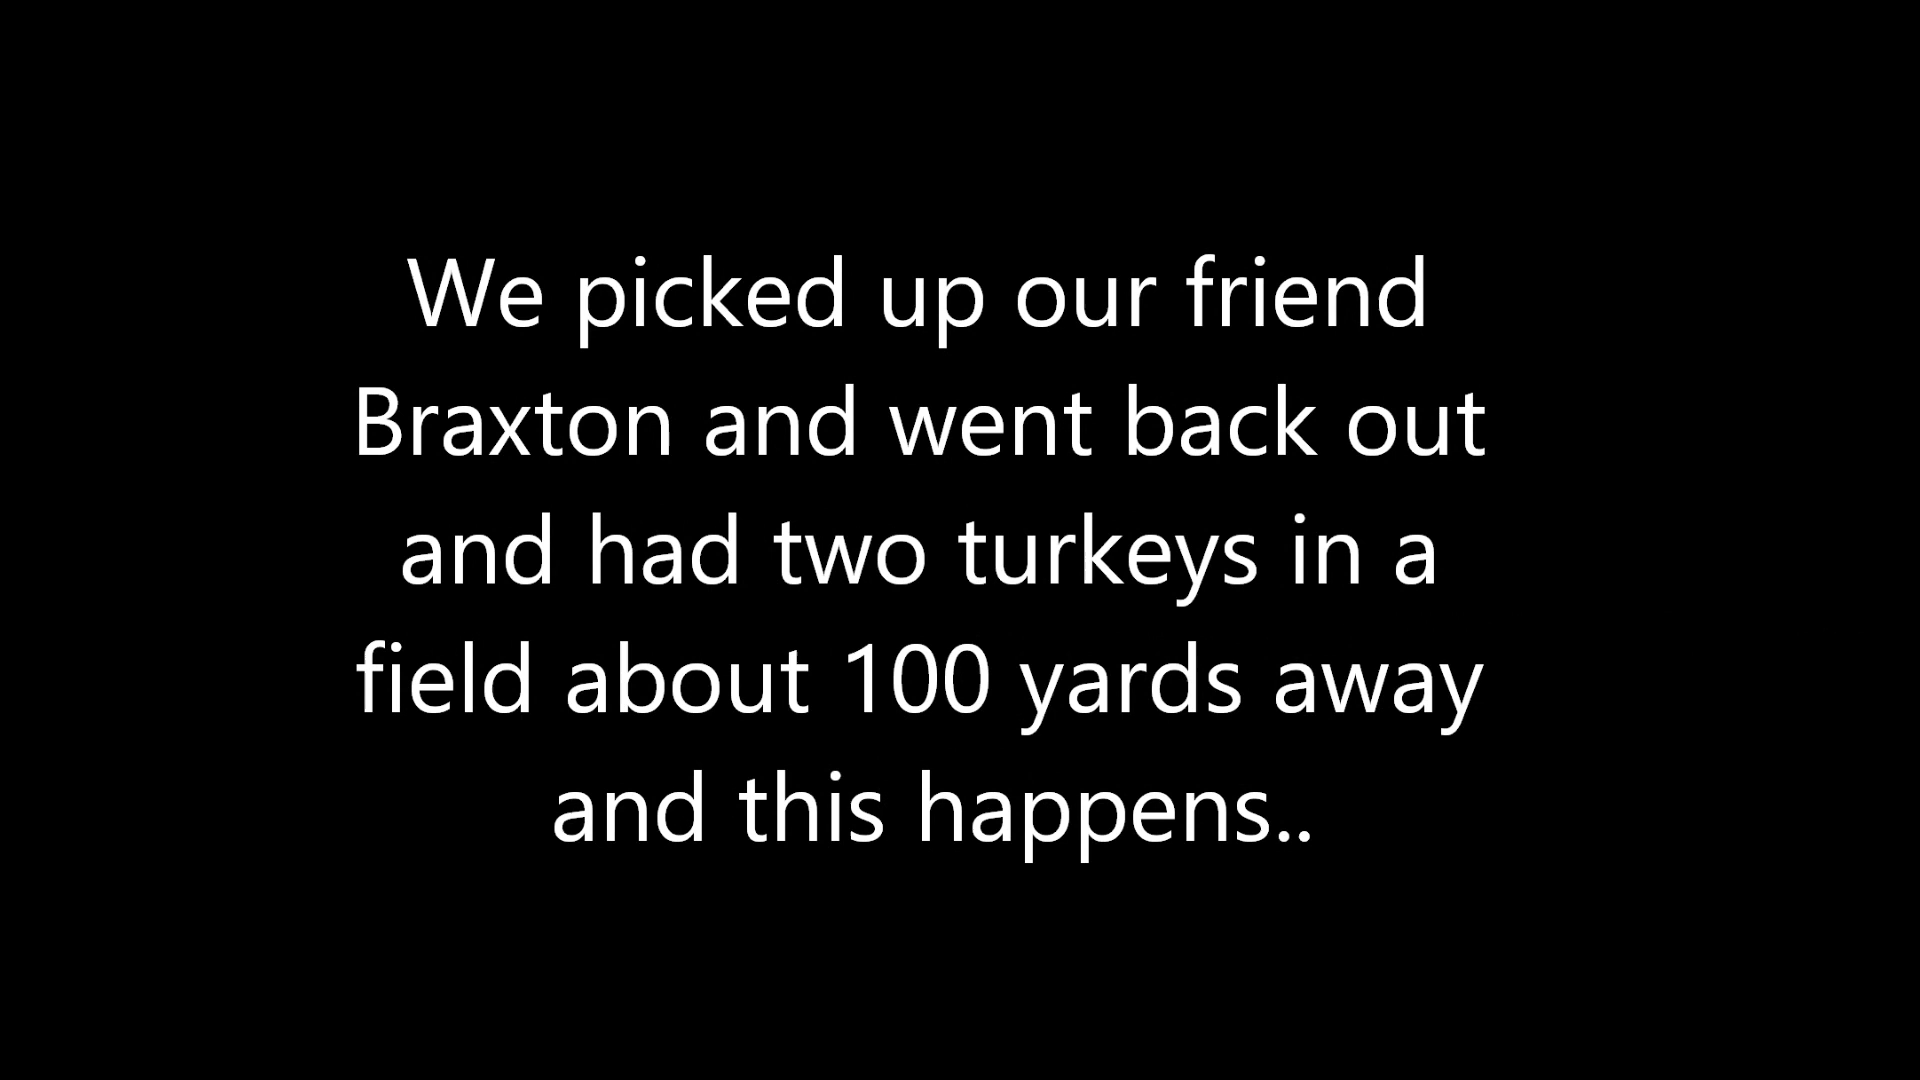 We picked up our friend
Braxton and went back out
and had two turkeys in a
field about 100 yards away
and this happens..